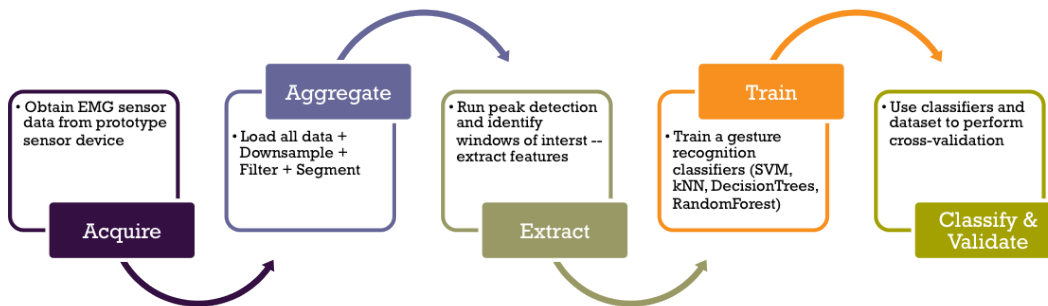 • Obtain EMG sensor
data from prototype
sensor device
Acquire
Aggregate
• Load all data +
Downsample +
Filter + Segment
• Run peak detection
and identify
windows of interst --
extract features
Extract
Train
• Train a gesture
recognition
classifiers (SVM,
kNN, DecisionTrees,
RandomForest)
• Use classifiers and
dataset to perform
cross-validation
Classify &
Validate